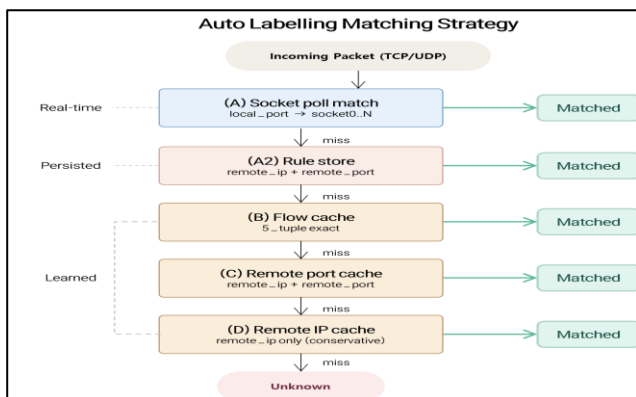 Auto Labelling Matching Strategy
Incoming Packet (TCP/UDP)
Real-time
(A) Socket poll match
local_port → socket0..N
Matched
miss
Persisted
(A2) Rule store
remote_ip + remote_port
Matched
miss
(B) Flow cache
5_tuple exact
Matched
miss
Learned
(C) Remote port cache
remote_ip + remote_port
Matched
miss
(D) Remote IP cache
remote_ip only (conservative)
Matched
miss
Unknown